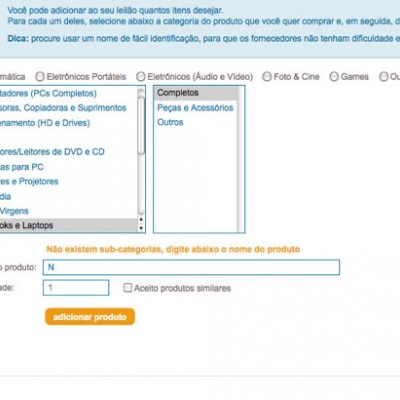 Você pode adicionar ao seu leilão quantos itens desejar.
Para cada um deles, selecione abaixo a categoria do produto que você quer comprar e, em seguida, d
Dica: procure usar um nome de fácil identificação, para que os fornecedores não tenham dificuldade e
mática Eletrônicos Portáteis Eletrônicos (Áudio e Vídeo) Foto & Cine Games Ou
tadores (PCs Completos) Completos
soras, Copiadoras e Suprimentos Peças e Acessórios
enamento (HD e Drives) Outros
ores/Leitores de DVD e CD
as para PC
res e Projetores
dia
Virgens
oks e Laptops
Não existem sub-categorias, digite abaixo o nome do produto
o produto: N
ade: 1 Aceito produtos similares
adicionar produto